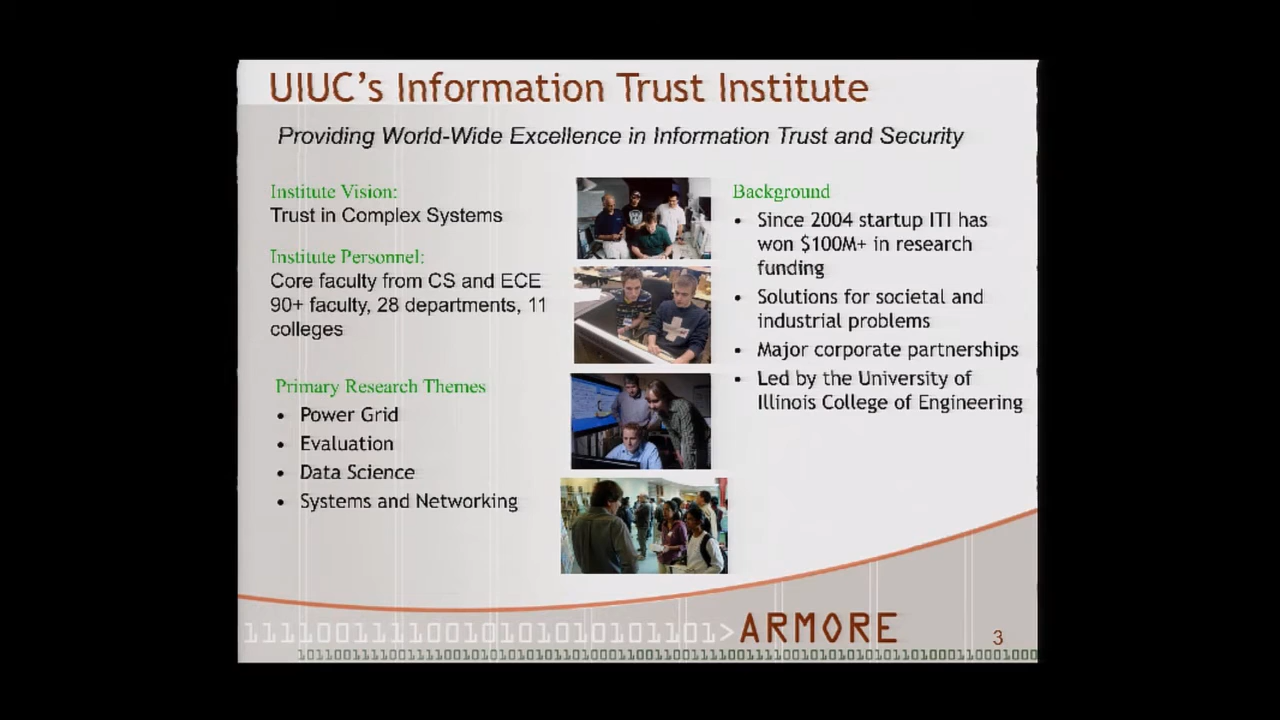 UIUC's Information Trust Institute
Providing World-Wide Excellence in Information Trust and Security
Institute Vision:
Trust in Complex Systems
Institute Personnel:
Core faculty from CS and ECE
90+ faculty, 28 departments, 11
colleges
Primary Research Themes
• Power Grid
• Evaluation
• Data Science
• Systems and Networking
Background
• Since 2004 startup ITI has
won $100M+ in research
funding
• Solutions for societal and
industrial problems
• Major corporate partnerships
• Led by the University of
Illinois College of Engineering
ARMORE
3